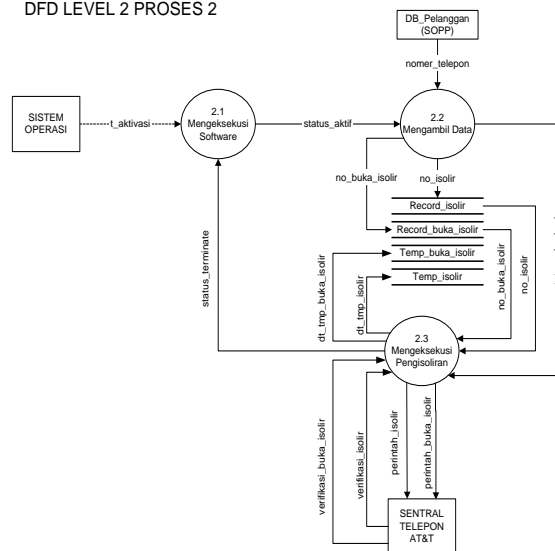 DFD LEVEL 2 PROSES 2
DB_Pelanggan
(SOPP)
nomer_telepon
SISTEM
OPERASI
t_aktivasi
2.1
Mengeksekusi
Software
status_aktif
2.2
Mengambil Data
no_buka_isolir
no_isolir
Record_isolir
Record_buka_isolir
Temp_buka_isolir
Temp_isolir
status_terminate
dt_tmp_buka_isolir
dt_tmp_isolir
no_buka_isolir
no_isolir
2.3
Mengeksekusi
Pengisoliran
verifikasi_buka_isolir
verifikasi_isolir
perintah_isolir
perintah_buka_isolir
SENTRAL
TELEPON
AT&T